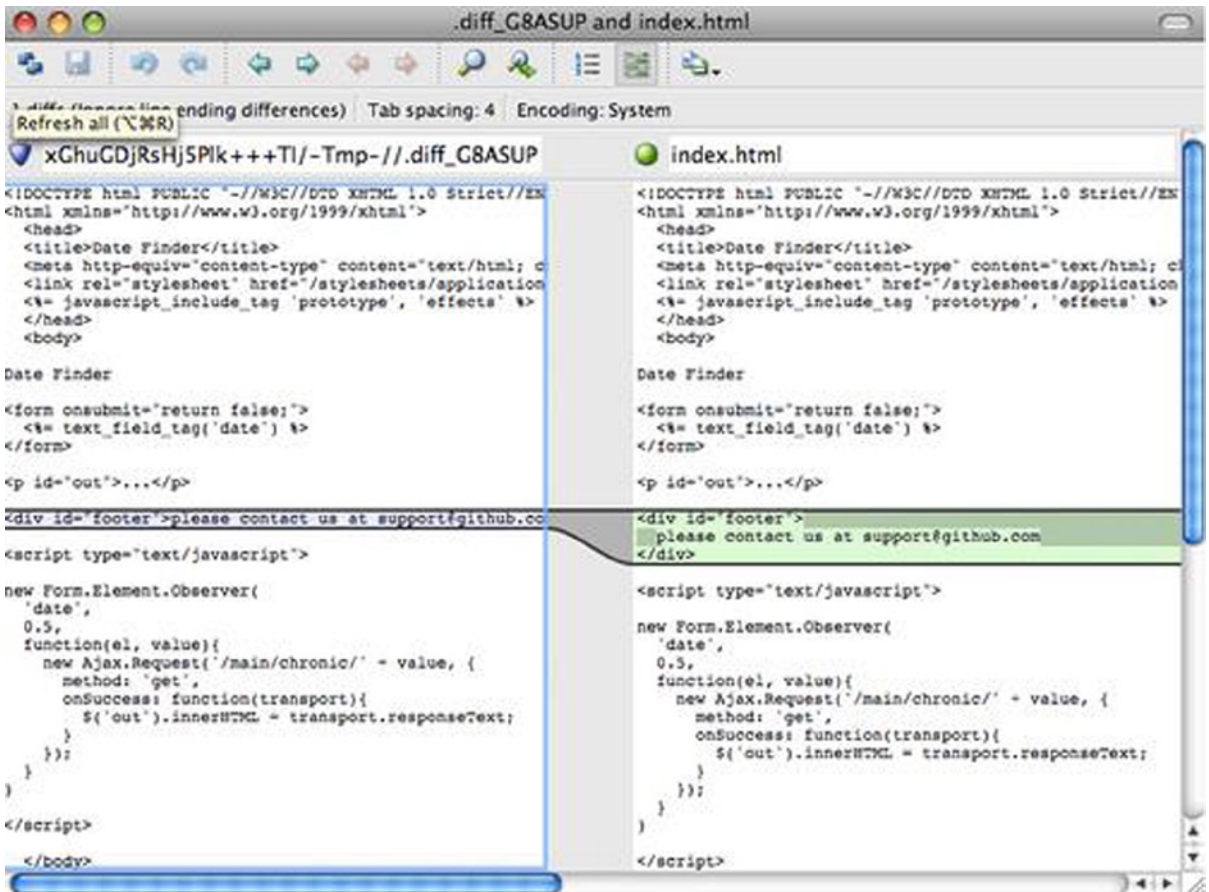 .diff_G8ASUP and index.html
diffs (Ignore line ending differences) Tab spacing: 4 Encoding: System
Refresh all (⌥⌘R)
xGhuGDjRsHj5Plk+++TI/-Tmp-//.diff_G8ASUP
<!DOCTYPE html PUBLIC "-//W3C//DTD XHTML 1.0 Strict//EN
<html xmlns="http://www.w3.org/1999/xhtml">
<head>
<title>Date Finder</title>
<meta http-equiv="content-type" content="text/html; c
<link rel="stylesheet" href="/stylesheets/application
<%= javascript_include_tag 'prototype', 'effects' %>
</head>
<body>
Date Finder
<form onsubmit="return false;">
<%= text_field_tag('date') %>
</form>
<p id="out">...</p>
<div id="footer">please contact us at support@github.co
<script type="text/javascript">
new Form.Element.Observer(
'date',
0.5,
function(el, value){
new Ajax.Request('/main/chronic/' + value, {
method: 'get',
onSuccess: function(transport){
$('out').innerHTML = transport.responseText;
}
});
}
)
</script>
</body>
index.html
<!DOCTYPE html PUBLIC "-//W3C//DTD XHTML 1.0 Strict//EN
<html xmlns="http://www.w3.org/1999/xhtml">
<head>
<title>Date Finder</title>
<meta http-equiv="content-type" content="text/html; c
<link rel="stylesheet" href="/stylesheets/application
<%= javascript_include_tag 'prototype', 'effects' %>
</head>
<body>
Date Finder
<form onsubmit="return false;">
<%= text_field_tag('date') %>
</form>
<p id="out">...</p>
<div id="footer">
please contact us at support@github.com
</div>
<script type="text/javascript">
new Form.Element.Observer(
'date',
0.5,
function(el, value){
new Ajax.Request('/main/chronic/' + value, {
method: 'get',
onSuccess: function(transport){
$('out').innerHTML = transport.responseText;
}
});
}
)
</script>